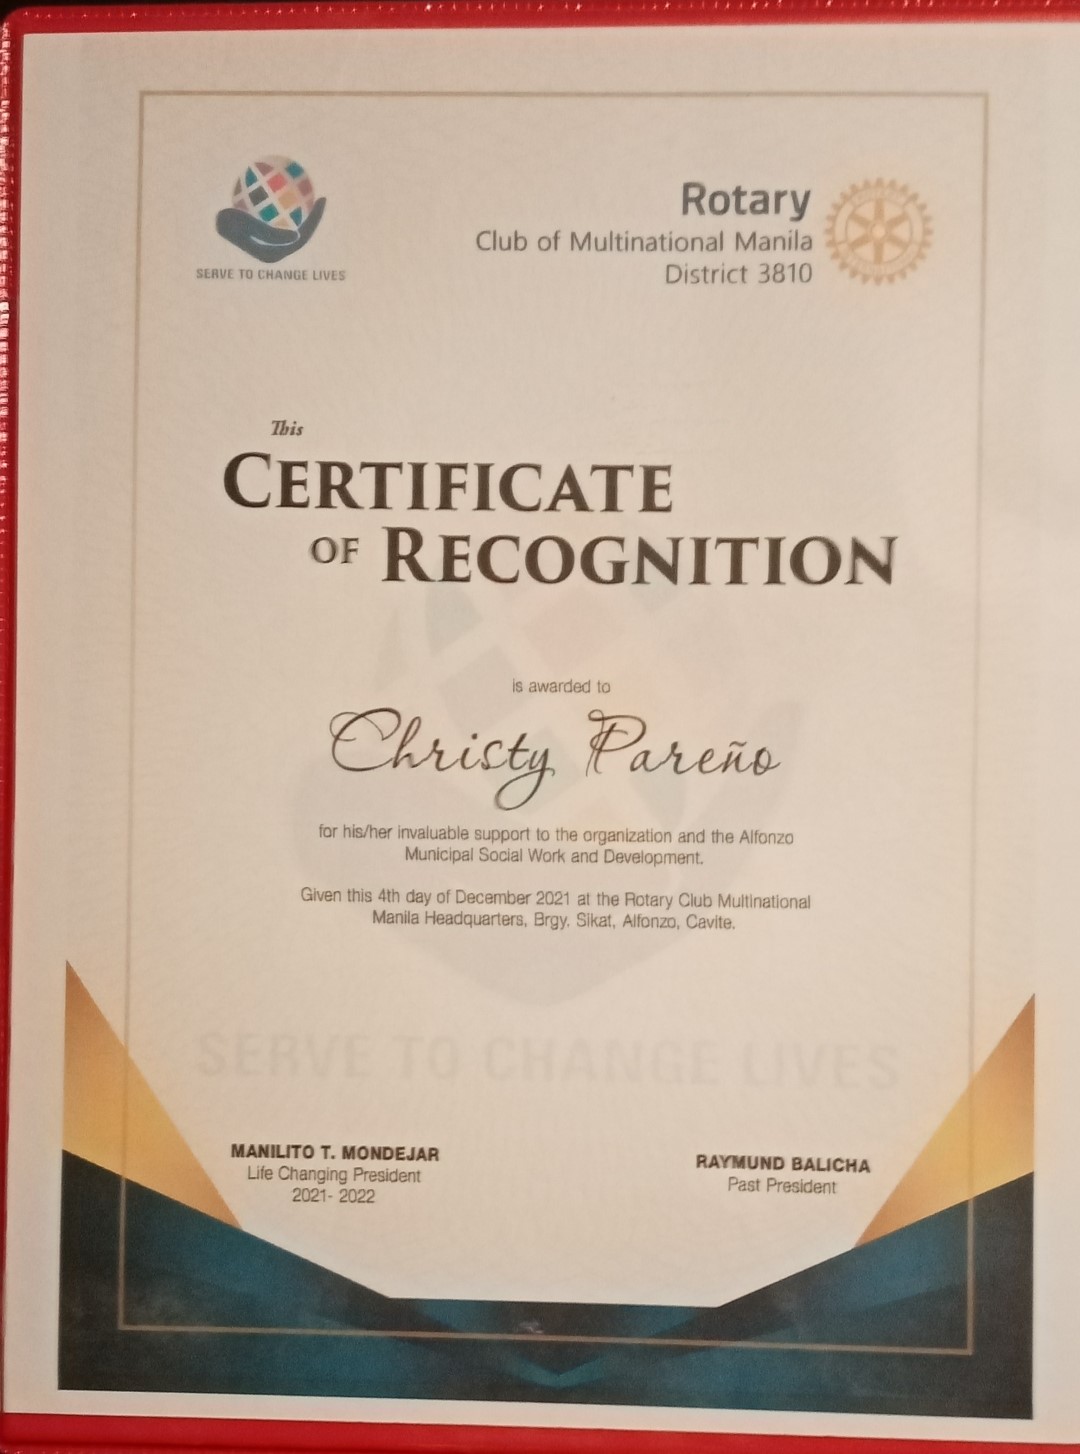 SERVE TO CHANGE LIVES
Rotary
Club of Multinational Manila
District 3810
This
CERTIFICATE
OF RECOGNITION
is awarded to
Christy Pareño
for his/her invaluable support to the organization and the Alfonzo
Municipal Social Work and Development.
Given this 4th day of December 2021 at the Rotary Club Multinational
Manila Headquarters, Brgy. Sikat, Alfonzo, Cavite.
SERVE TO CHANGE LIVES
MANILITO T. MONDEJAR
Life Changing President
2021- 2022
RAYMUND BALICHA
Past President